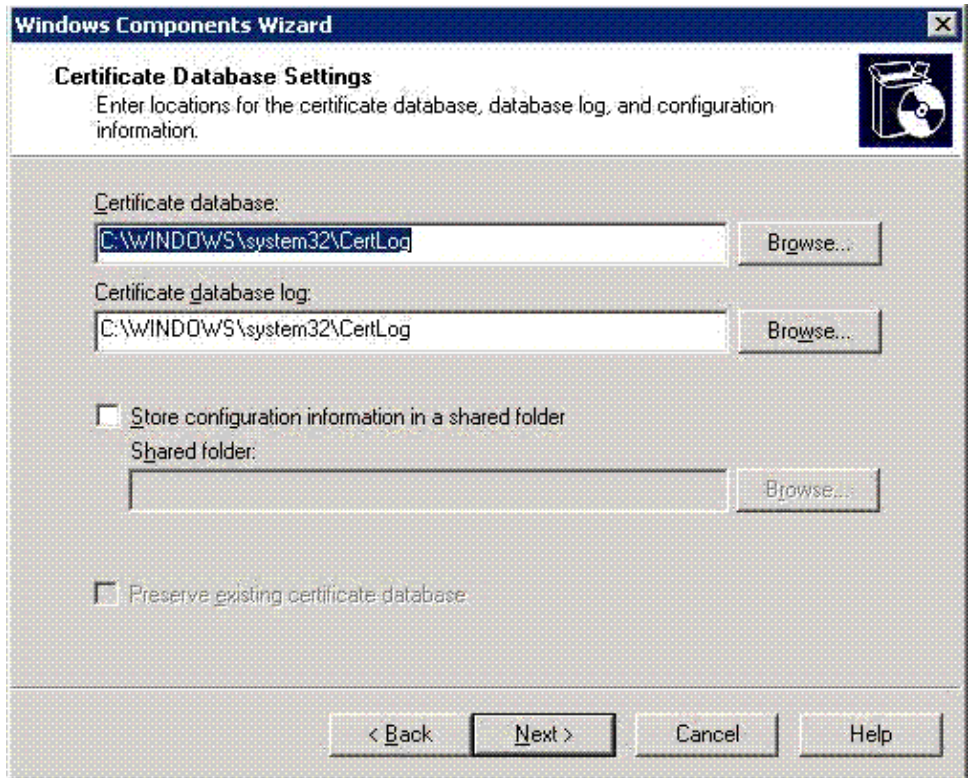 Windows Components Wizard
Certificate Database Settings
Enter locations for the certificate database, database log, and configuration
information.
Certificate database:
C:\WINDOWS\system32\CertLog
Browse...
Certificate database log:
C:\WINDOWS\system32\CertLog
Browse...
Store configuration information in a shared folder
Shared folder:
Browse...
Preserve existing certificate database
< Back
Next >
Cancel
Help